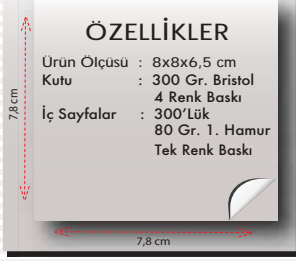 ÖZELLİKLER
Ürün Ölçüsü : 8x8x6,5 cm
Kutu : 300 Gr. Bristol
4 Renk Baskı
İç Sayfalar : 300'Lük
80 Gr. 1. Hamur
Tek Renk Baskı
7,8 cm
7,8 cm